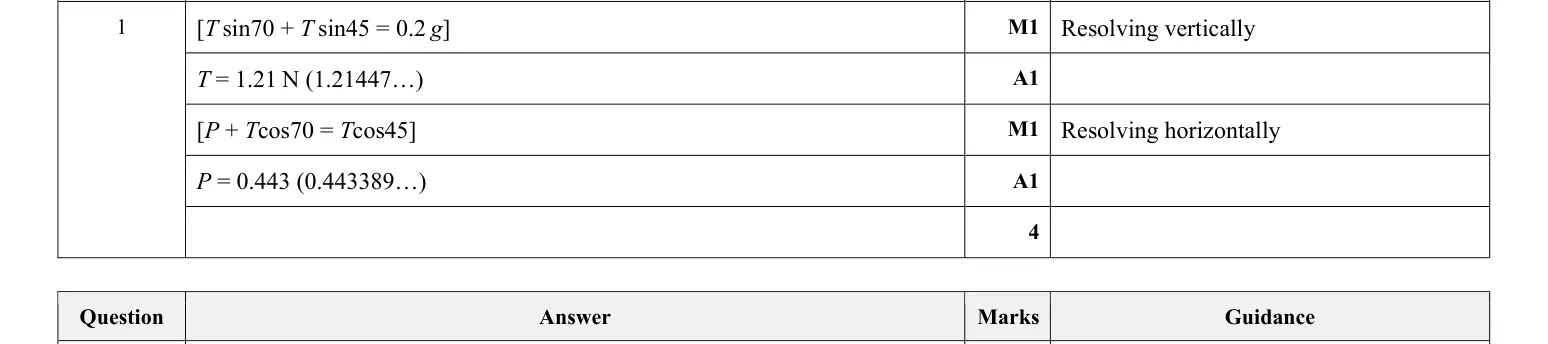 1 [T sin70 + T sin45 = 0.2 g] M1 Resolving vertically
T = 1.21 N (1.21447…) A1
[P + Tcos70 = Tcos45] M1 Resolving horizontally
P = 0.443 (0.443389…) A1
4
Question Answer Marks Guidance